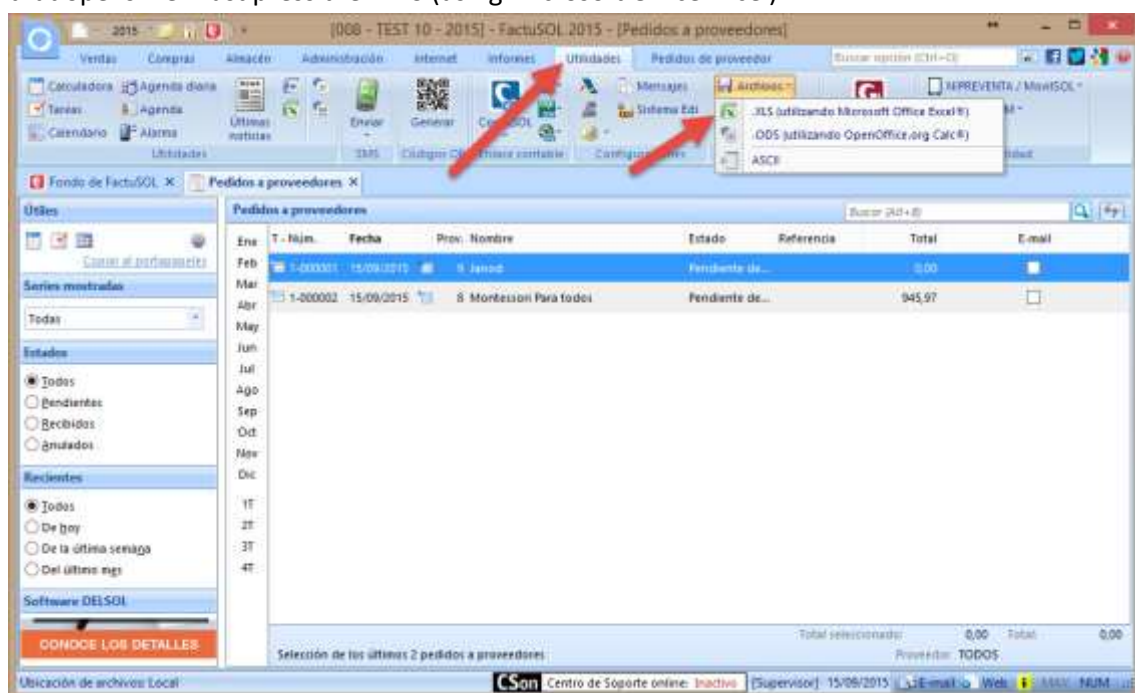 2015
[008 - TEST 10 - 2015] - FactuSOL 2015 - [Pedidos a proveedores]
Ventas Compras Almacén Administración Internet Informes Utilidades Pedidos de proveedor Buscar opción (Ctrl+Q)
Calculadora Agenda diaria Mensajes Archivos
Tareas Agenda Últimas noticias Enviar Generar Sistema Edi
Calendario Alarma
Utilidades SMS
.XLS (utilizando Microsoft Office Excel®)
.ODS (utilizando OpenOffice.org Calc®)
ASCII
Fondo de FactuSOL Pedidos a proveedores
Útiles
Series mostradas
Todas
Estados
Todos
Pendientes
Recibidos
Anulados
Recientes
Todos
De hoy
De la última semana
Del último mes
Software DELSOL
CONOCE LOS DETALLES
Pedidos a proveedores
Ene
Feb
Mar
Abr
May
Jun
Jul
Ago
Sep
Oct
Nov
Dic
1T
2T
3T
4T
T - Núm. Fecha Prov. Nombre Estado Referencia Total E-mail
1-000001 15/09/2015 Janod Pendiente de... 0,00
1-000002 15/09/2015 8 Montessori Para todos Pendiente de... 945,97
Total seleccionado: 0,00 Total: 0,00
Selección de los últimos 2 pedidos a proveedores Proveedor: TODOS
Ubicación de archivos: Local CSon Centro de Soporte online: Inactivo [Supervisor] 15/09/2015 E-mail Web MAY NUM